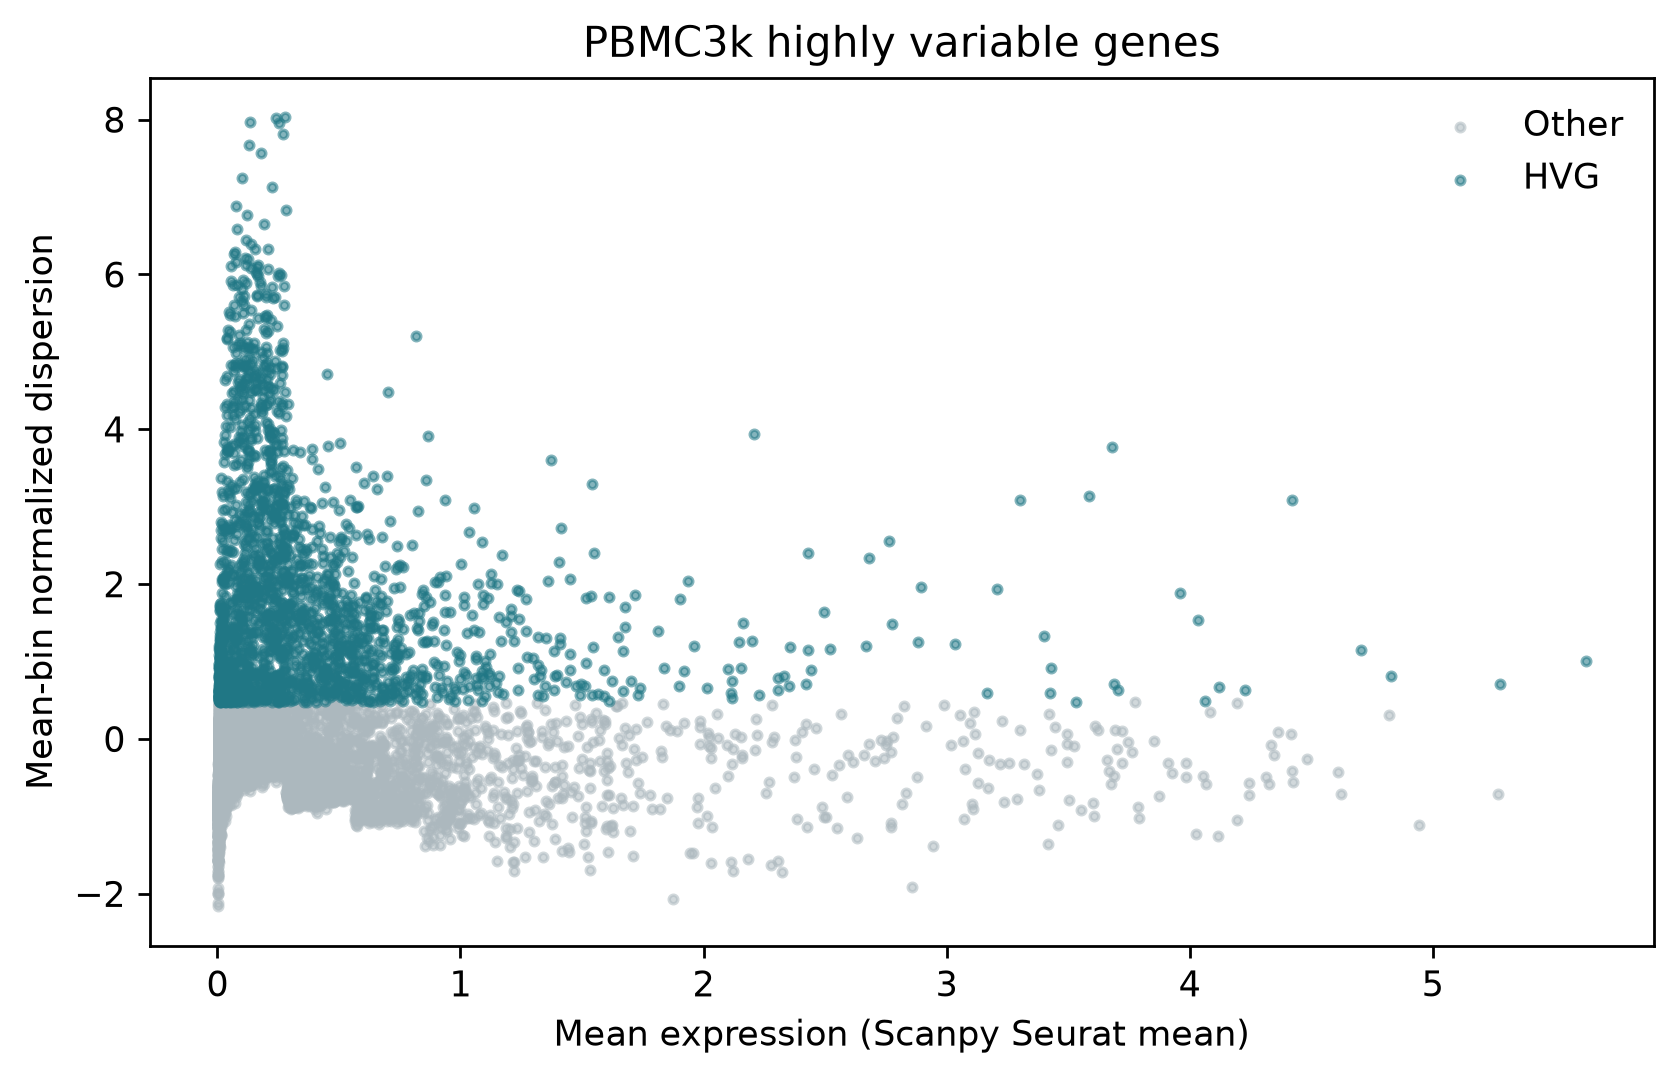 PBMC3k highly variable genes
Other
HVG
Mean-bin normalized dispersion
8
6
4
2
0
−2
0 1 2 3 4 5
Mean expression (Scanpy Seurat mean)